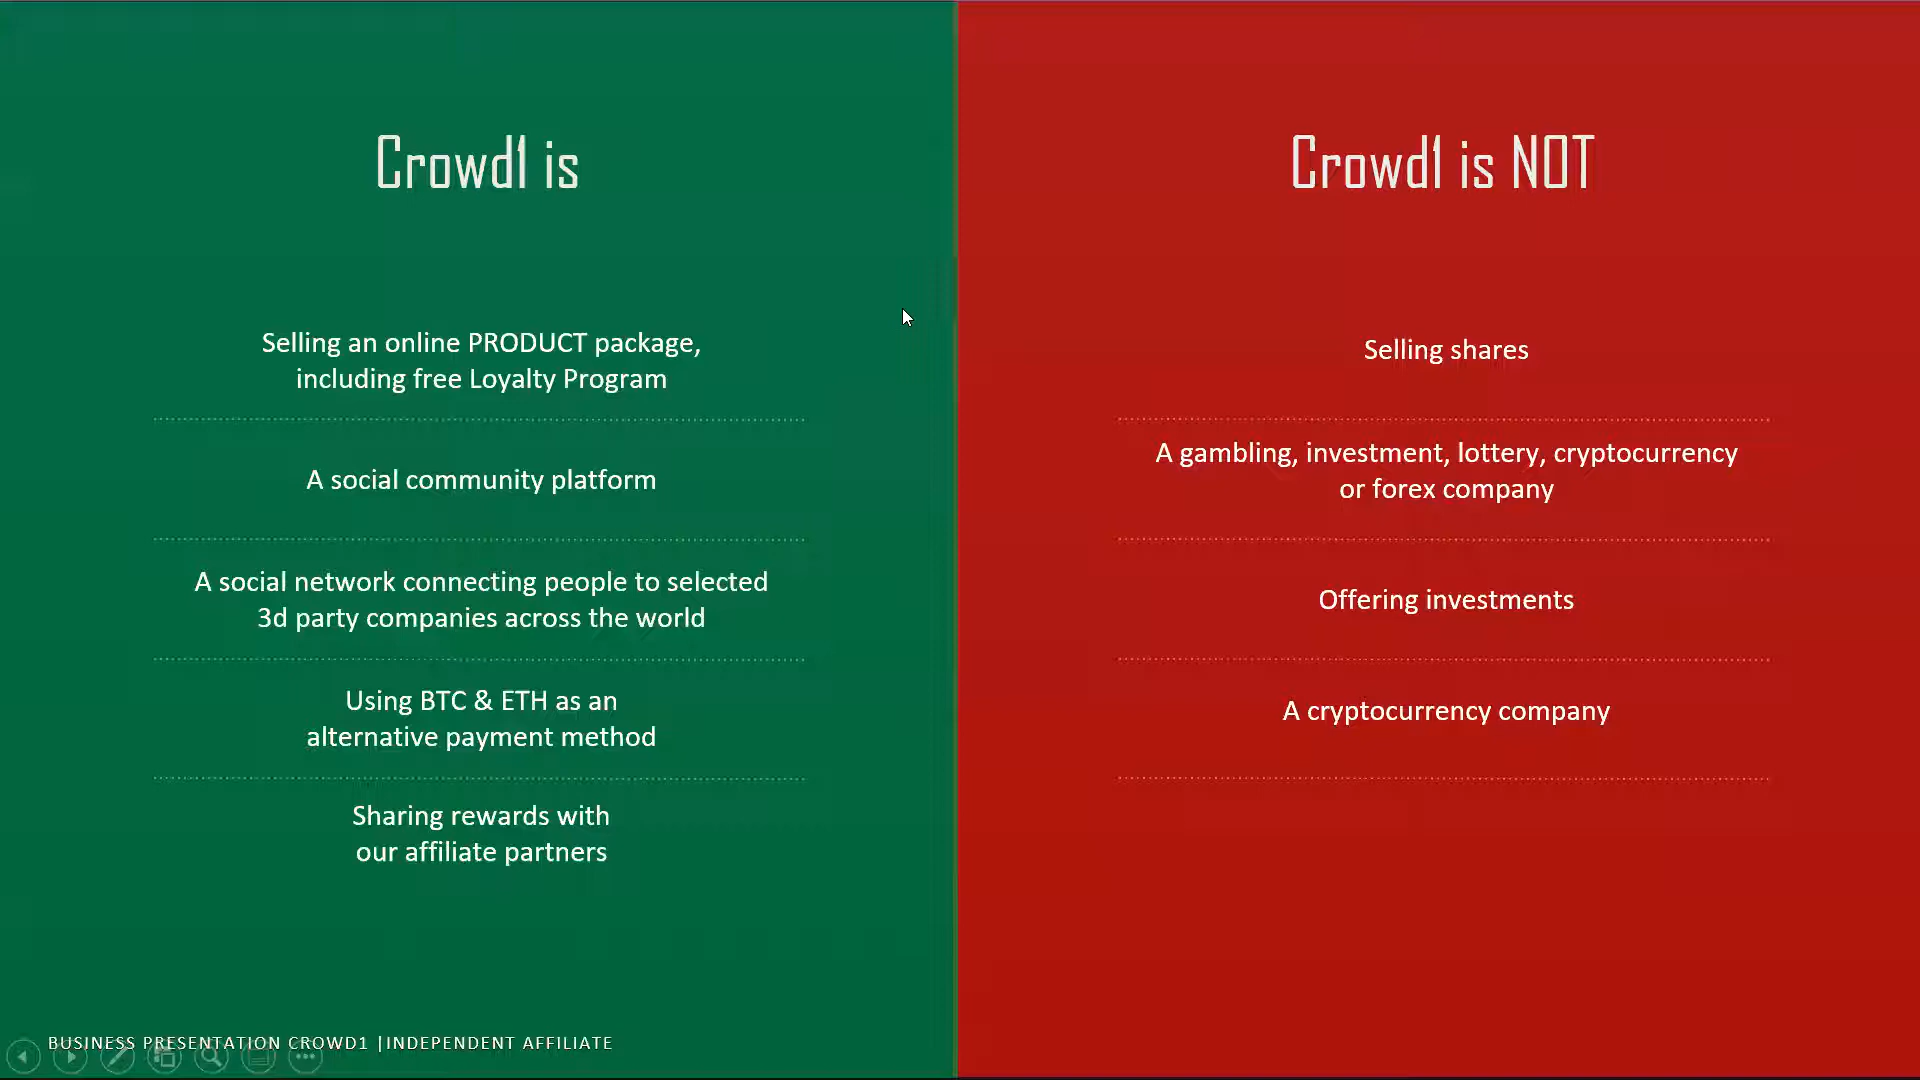 Crowd1 is
Selling an online PRODUCT package,
including free Loyalty Program
A social community platform
A social network connecting people to selected
3d party companies across the world
Using BTC & ETH as an
alternative payment method
Sharing rewards with
our affiliate partners
Crowd1 is NOT
Selling shares
A gambling, investment, lottery, cryptocurrency
or forex company
Offering investments
A cryptocurrency company
BUSINESS PRESENTATION CROWD1 |INDEPENDENT AFFILIATE